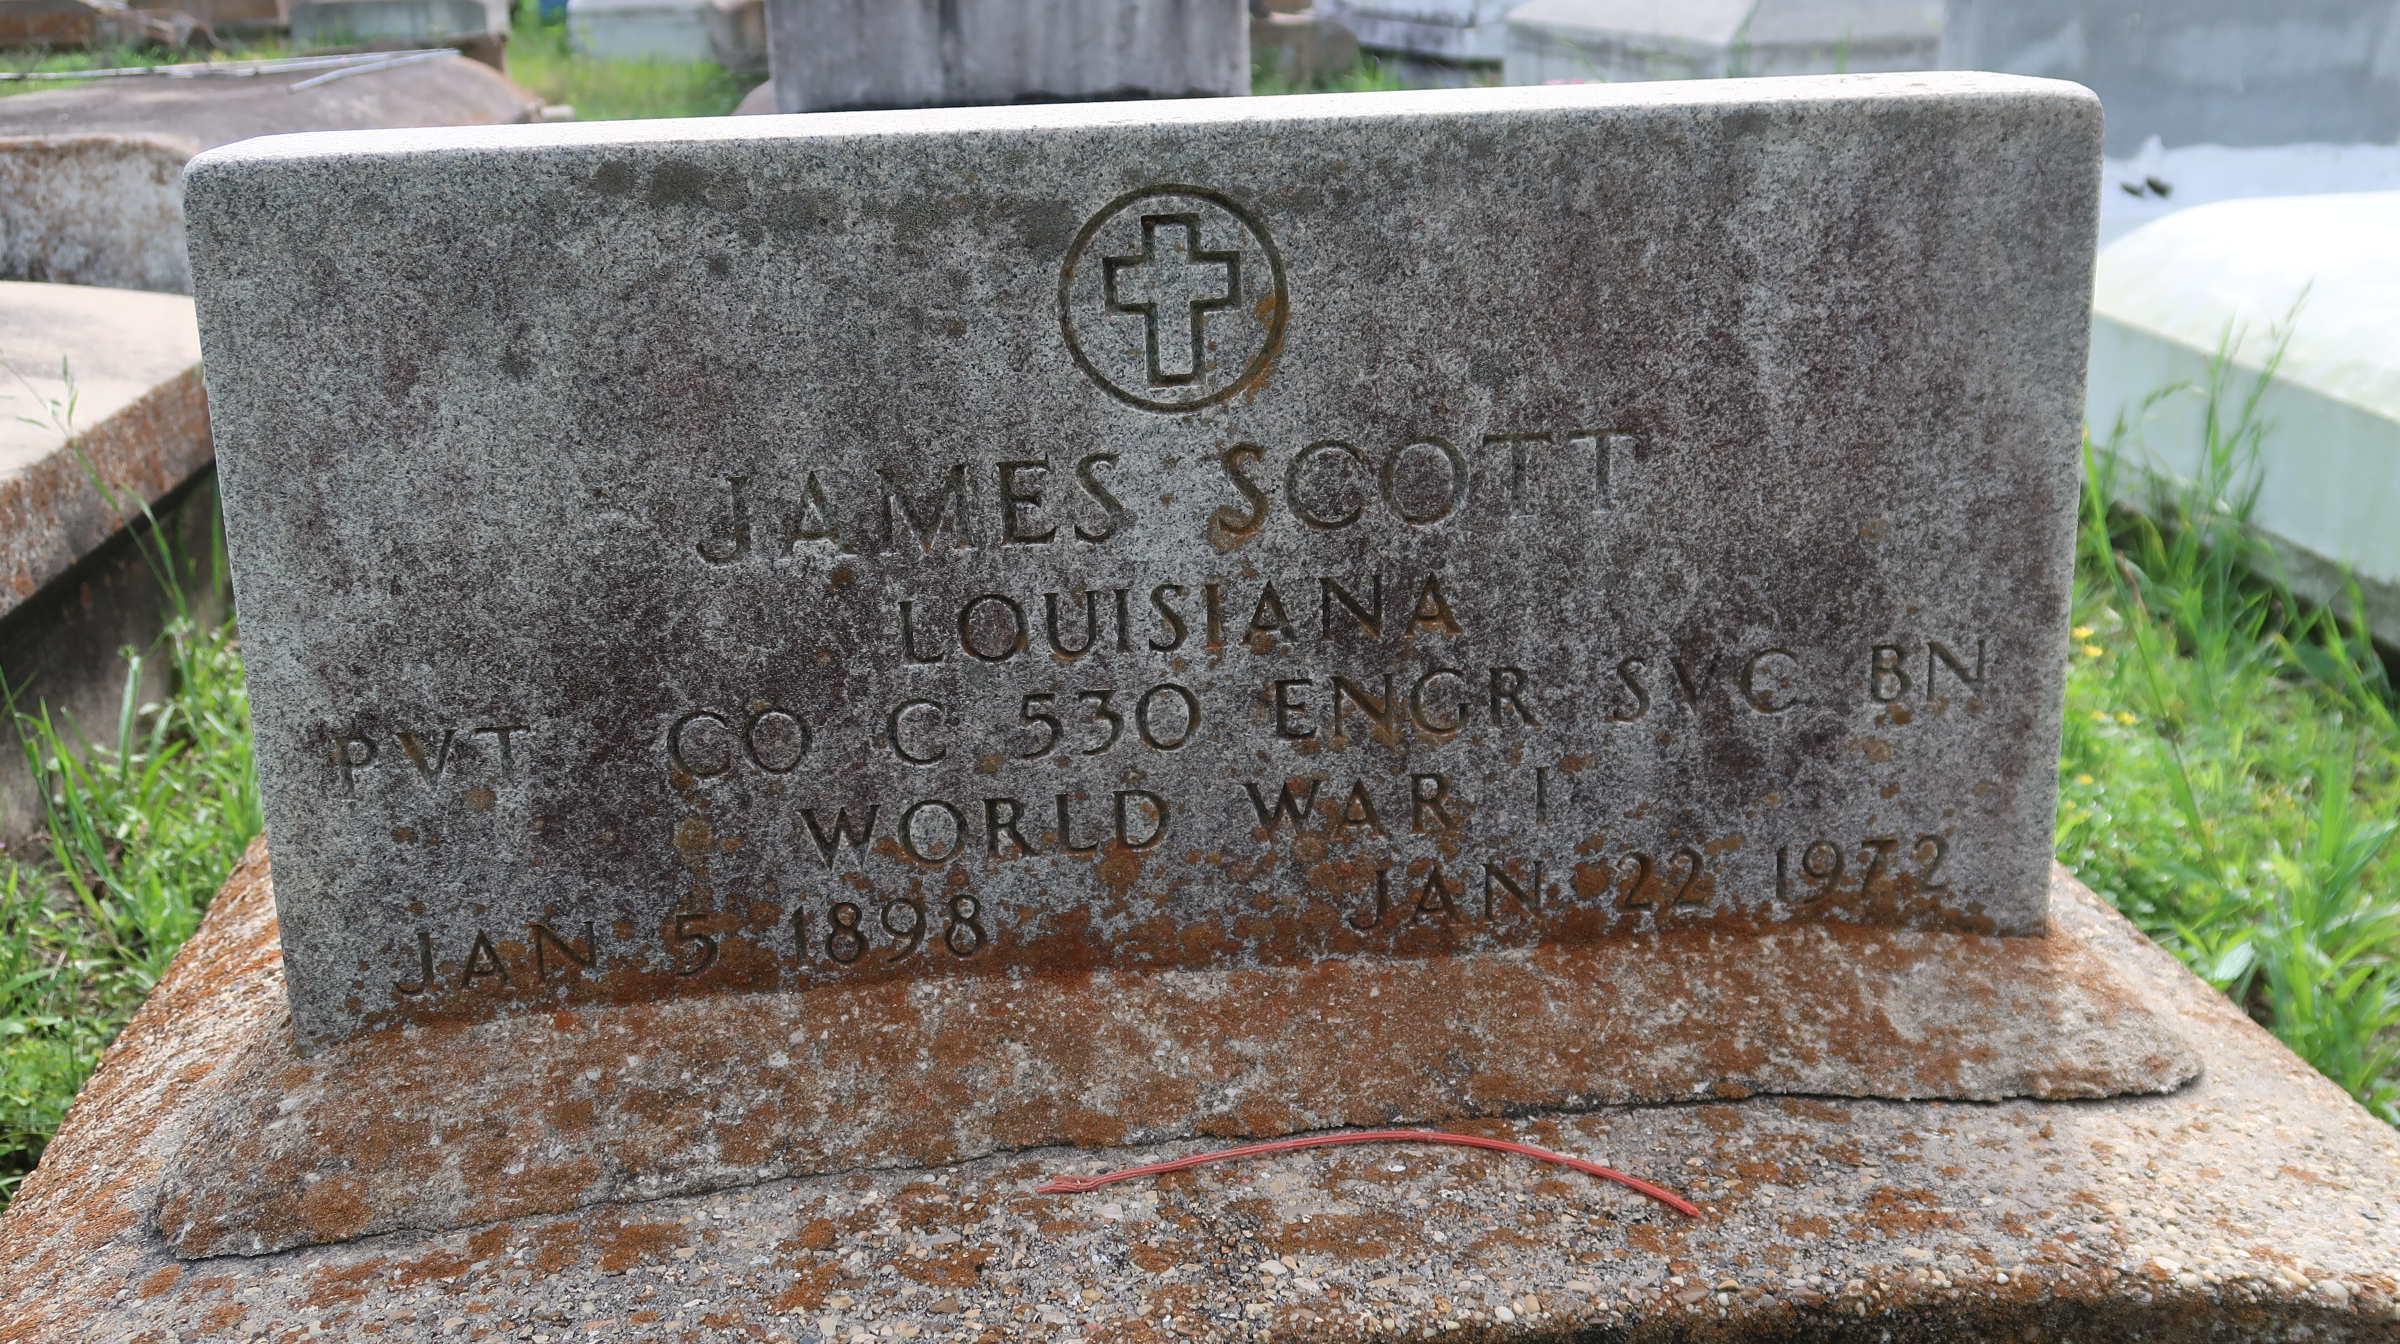 JAMES SCOTT
LOUISIANA
PVT CO C 530 ENGR SVC BN
WORLD WAR I
JAN 5 1898 JAN 22 1972